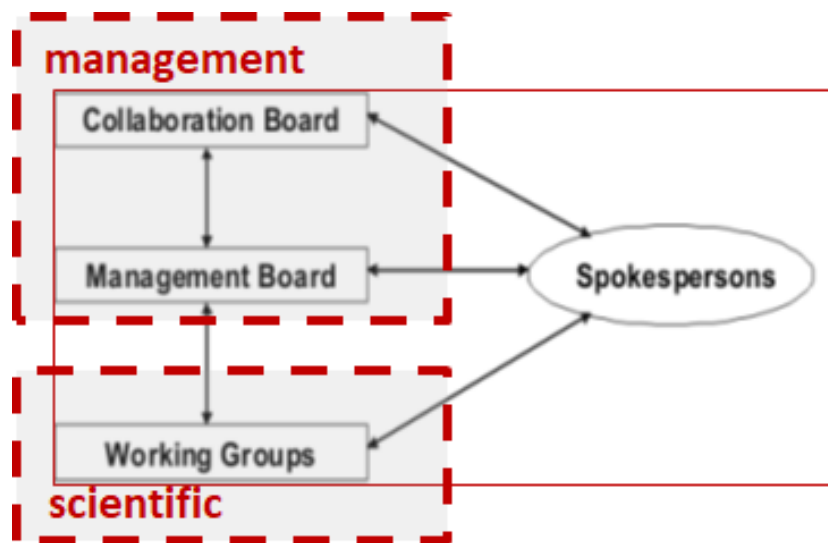 management
Collaboration Board
Management Board
Spokespersons
Working Groups
scientific